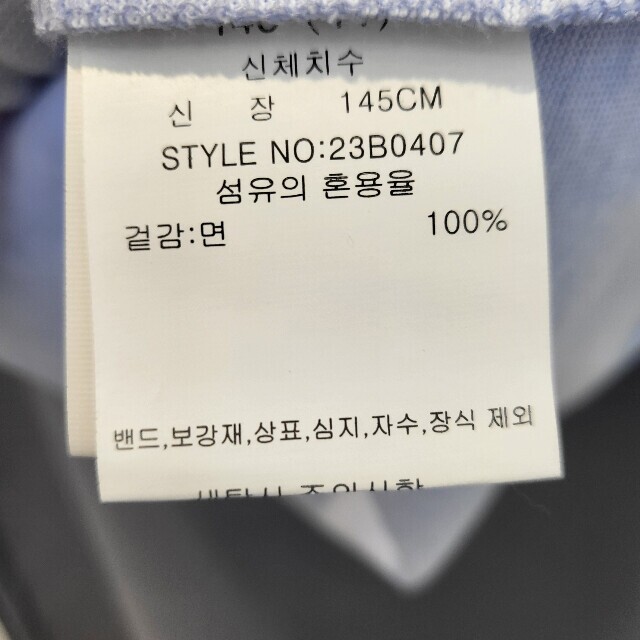 신체치수
신 장 145CM
STYLE NO:23B0407
섬유의 혼용율
겉감:면 100%
밴드,보강재,상표,심지,자수,장식 제외